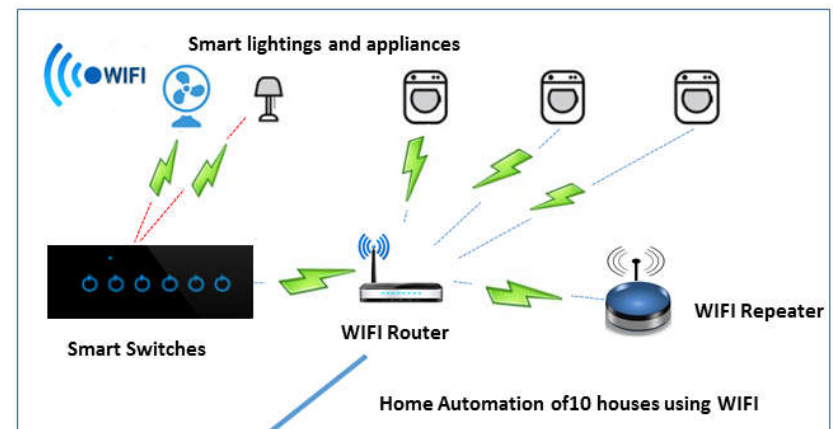 Smart lightings and appliances
WIFI
Smart Switches
WIFI Router
WIFI Repeater
Home Automation of10 houses using WIFI